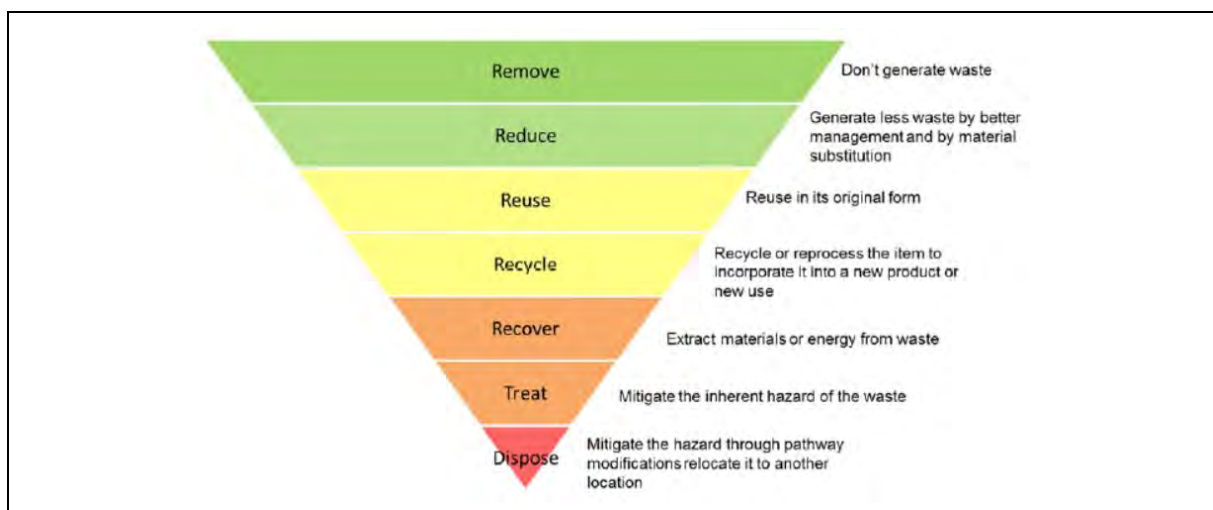 Remove
Don't generate waste
Reduce
Generate less waste by better
management and by material
substitution
Reuse
Reuse in its original form
Recycle
Recycle or reprocess the item to
incorporate it into a new product or
new use
Recover
Extract materials or energy from waste
Treat
Mitigate the inherent hazard of the waste
Dispose
Mitigate the hazard through pathway
modifications relocate it to another
location